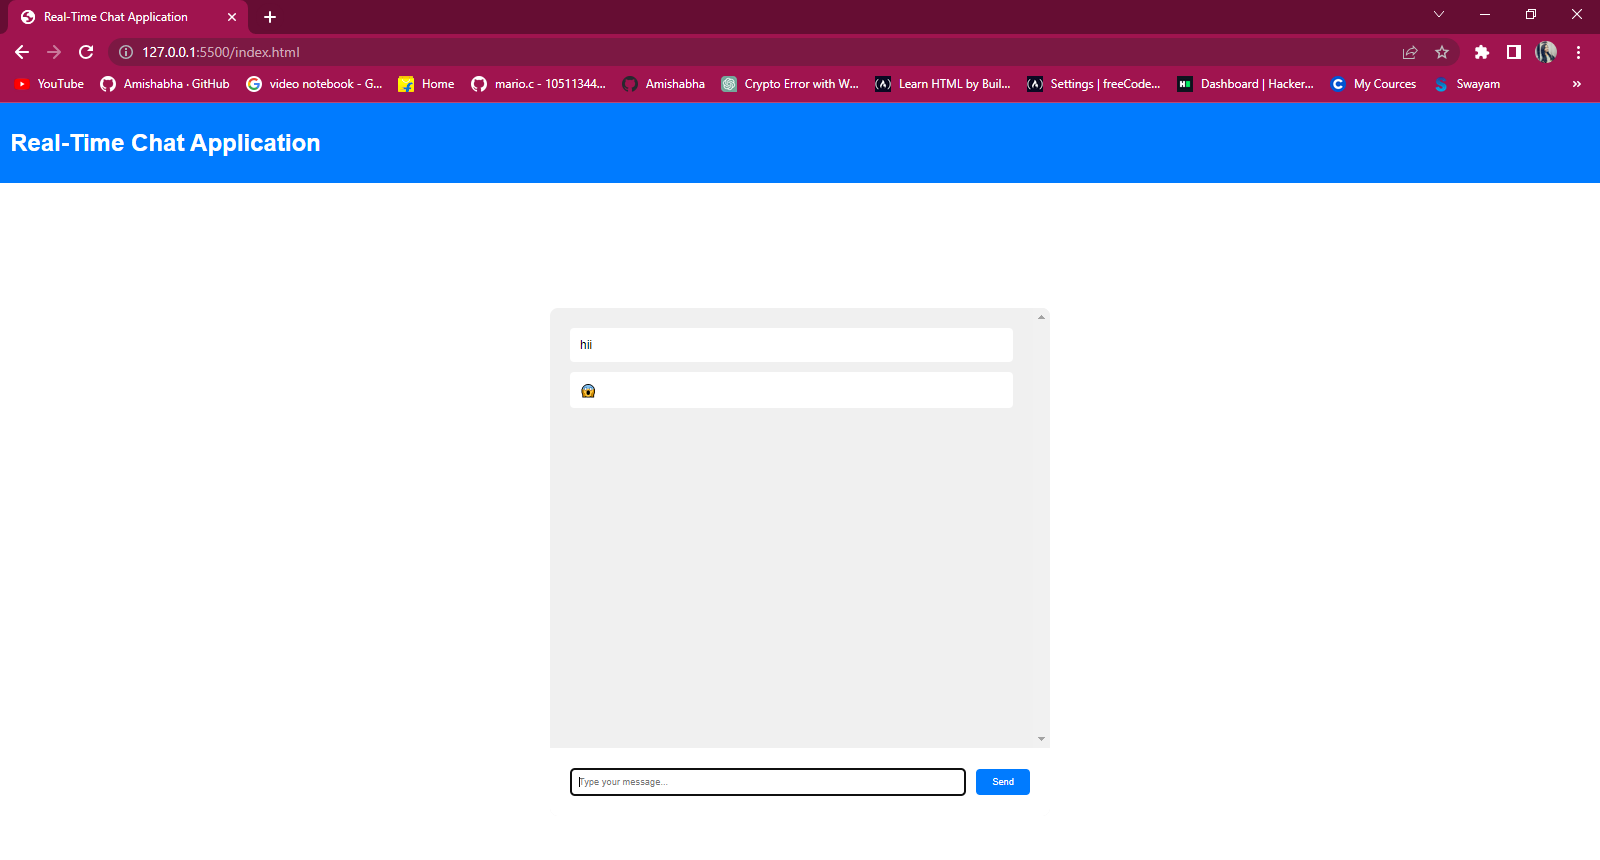 Real-Time Chat Application
127.0.0.1:5500/index.html
YouTube Amishabha · GitHub video notebook - G... Home mario.c - 10511344... Amishabha Crypto Error with W... Learn HTML by Buil... Settings | freeCode... Dashboard | Hacker... My Cources Swayam »
Real-Time Chat Application
hii
😱
Type your message...
Send